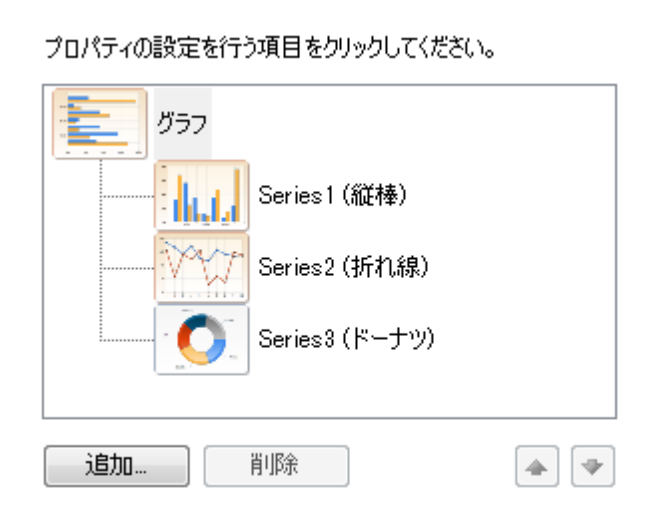 プロパティの設定を行う項目をクリックしてください。
グラフ
Series1 (縦棒)
Series2 (折れ線)
Series3 (ドーナツ)
追加...
削除